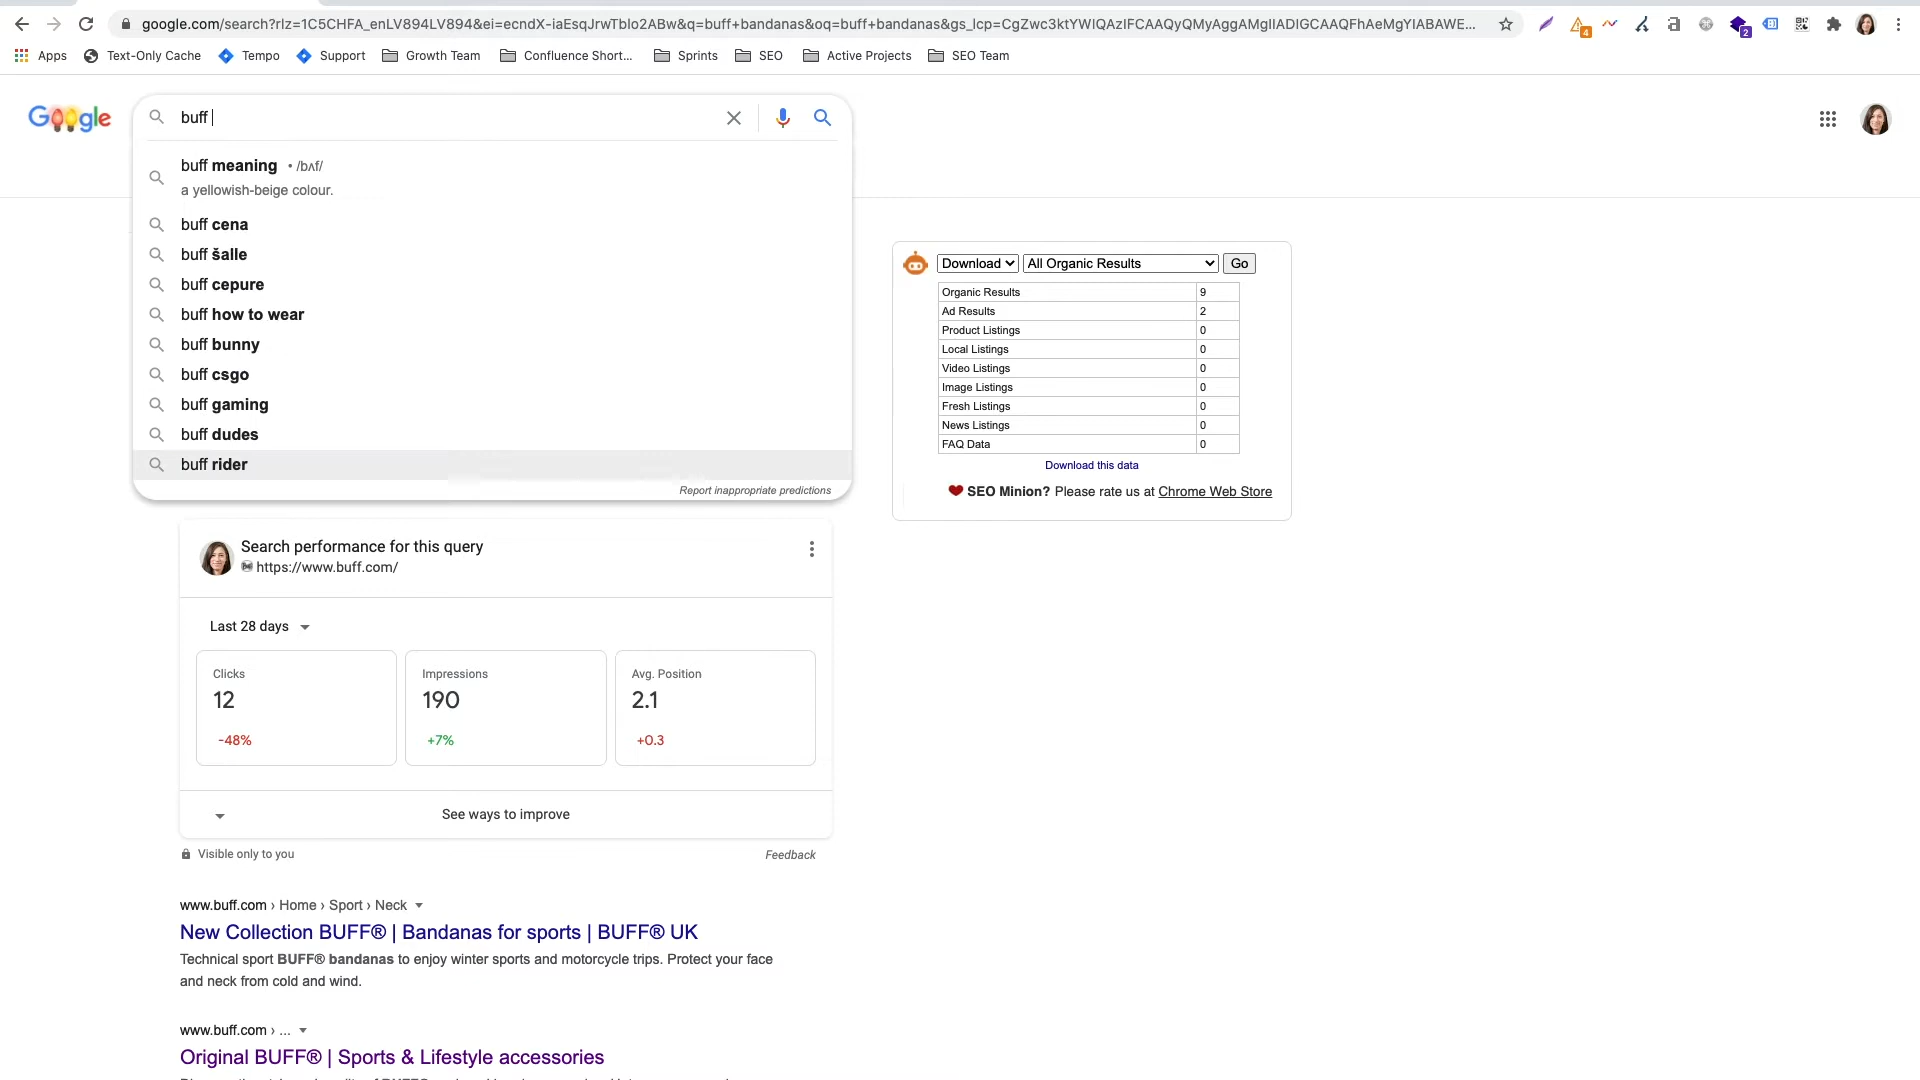 google.com/search?rlz=1C5CHFA_enLV894LV894&ei=ecndX-iaEsqJrwTblo2ABw&q=buff+bandanas&oq=buff+bandanas&gs_lcp=CgZwc3ktYWIQAzIFCAAQyQMyAggAMgIIADIGCAAQFhAeMgYIABAWE...
4
2
Apps
Text-Only Cache
Tempo
Support
Growth Team
Confluence Short...
Sprints
SEO
Active Projects
SEO Team
Google
buff
buff meaning • /bʌf/
a yellowish-beige colour.
buff cena
buff šalle
buff cepure
buff how to wear
buff bunny
buff csgo
buff gaming
buff dudes
buff rider
Report inappropriate predictions
Download
All Organic Results
Go
Organic Results 9
Ad Results 2
Product Listings 0
Local Listings 0
Video Listings 0
Image Listings 0
Fresh Listings 0
News Listings 0
FAQ Data 0
Download this data
SEO Minion? Please rate us at Chrome Web Store
Search performance for this query
https://www.buff.com/
Last 28 days
Clicks
12
-48%
Impressions
190
+7%
Avg. Position
2.1
+0.3
See ways to improve
Visible only to you
Feedback
www.buff.com › Home › Sport › Neck
New Collection BUFF® | Bandanas for sports | BUFF® UK
Technical sport BUFF® bandanas to enjoy winter sports and motorcycle trips. Protect your face
and neck from cold and wind.
www.buff.com › ...
Original BUFF® | Sports & Lifestyle accessories